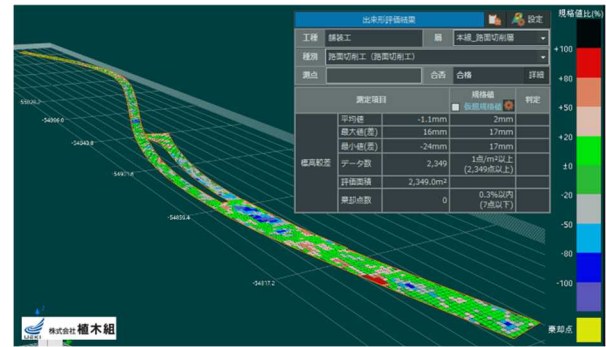 出来形評価結果
設定
規格値比(%)
工種 舗装工 層 本線_路面切削層
種別 路面切削工（路面切削工）
測点 合否 合格 詳細
測定項目 規格値 判定
仮置規格値
標高較差
平均値 -1.1mm 2mm
最大値(差) 16mm 17mm
最小値(差) -24mm 17mm
データ数 2,349 1点/m²以上
(2,349点以上)
評価面積 2,349.0m²
棄却点数 0 0.3%以内
(7点以下)
+100
+80
+50
+20
±0
-20
-50
-80
-100
棄却点
-54817.2
UEKI
株式会社 植木組